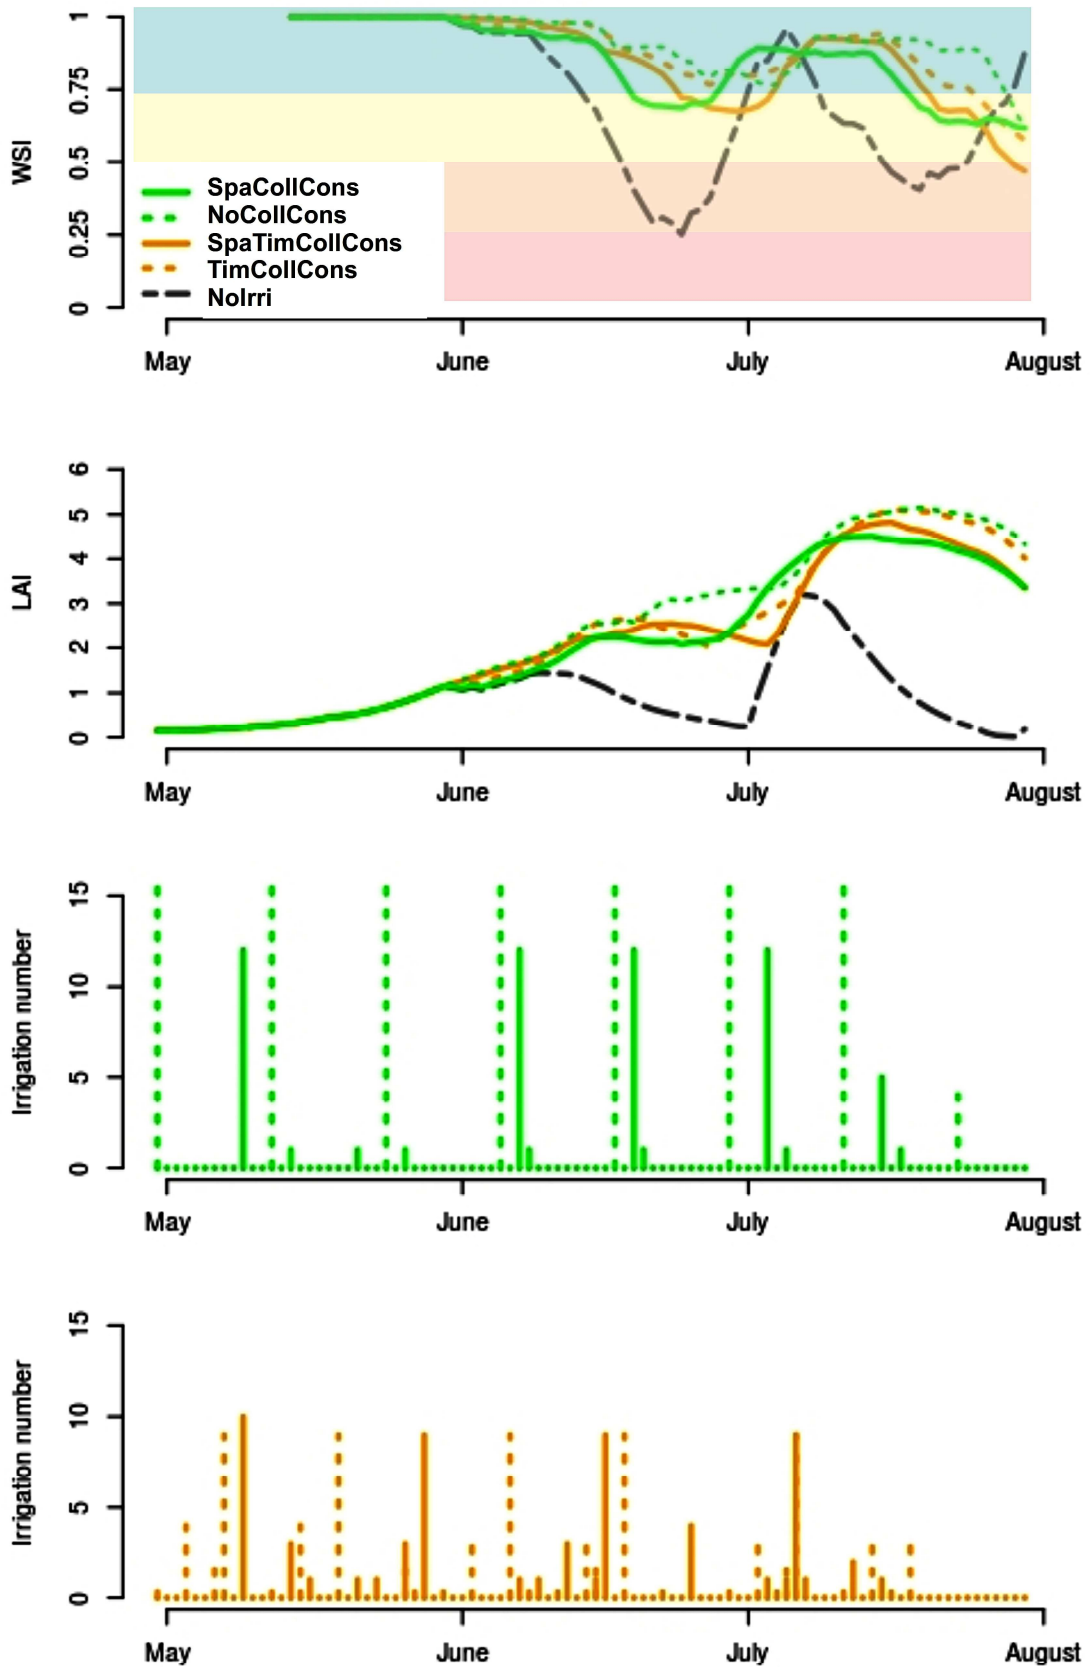 WSI
1
0.75
0.5
0.25
0
SpaCollCons
NoCollCons
SpaTimCollCons
TimCollCons
NoIrri
May June July August
LAI
6
5
4
3
2
1
0
May June July August
Irrigation number
15
10
5
0
May June July August
Irrigation number
15
10
5
0
May June July August